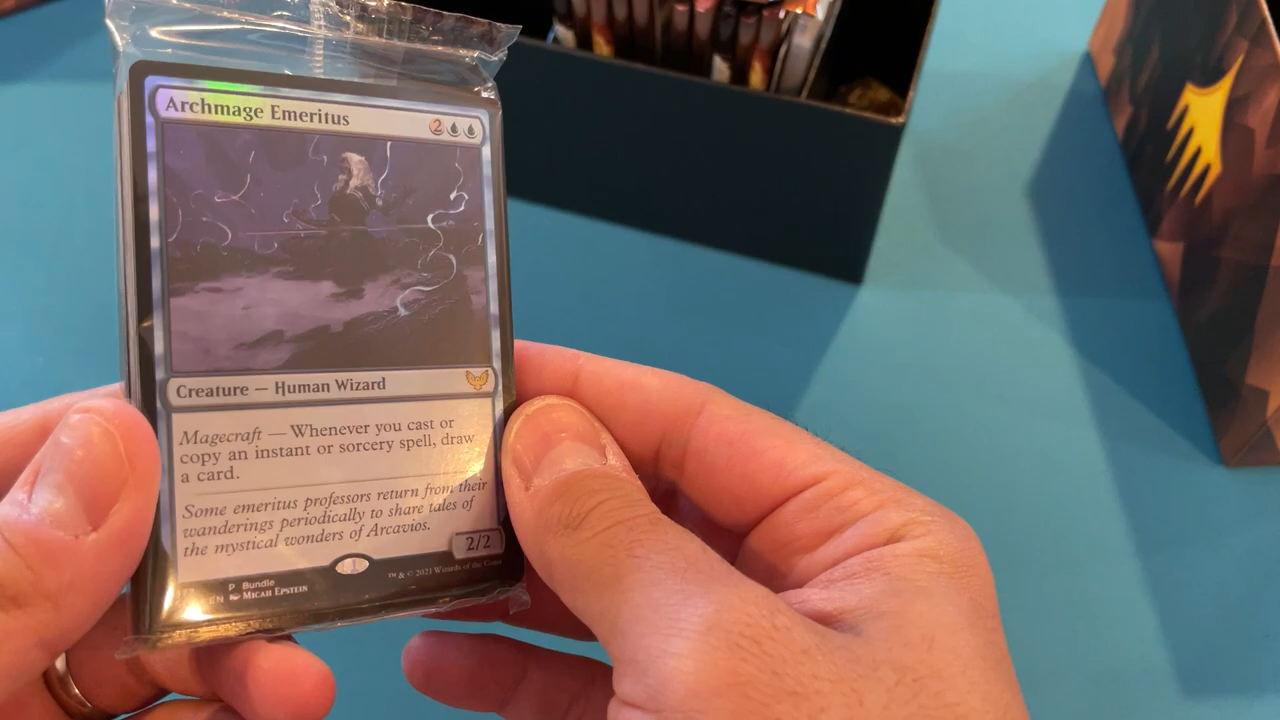 Archmage Emeritus
2
Creature — Human Wizard
Magecraft — Whenever you cast or
copy an instant or sorcery spell, draw
a card.
Some emeritus professors return from their
wanderings periodically to share tales of
the mystical wonders of Arcavios.
2/2
P Bundle
EN Micah Epstein
™ & © 2021 Wizards of the Coast